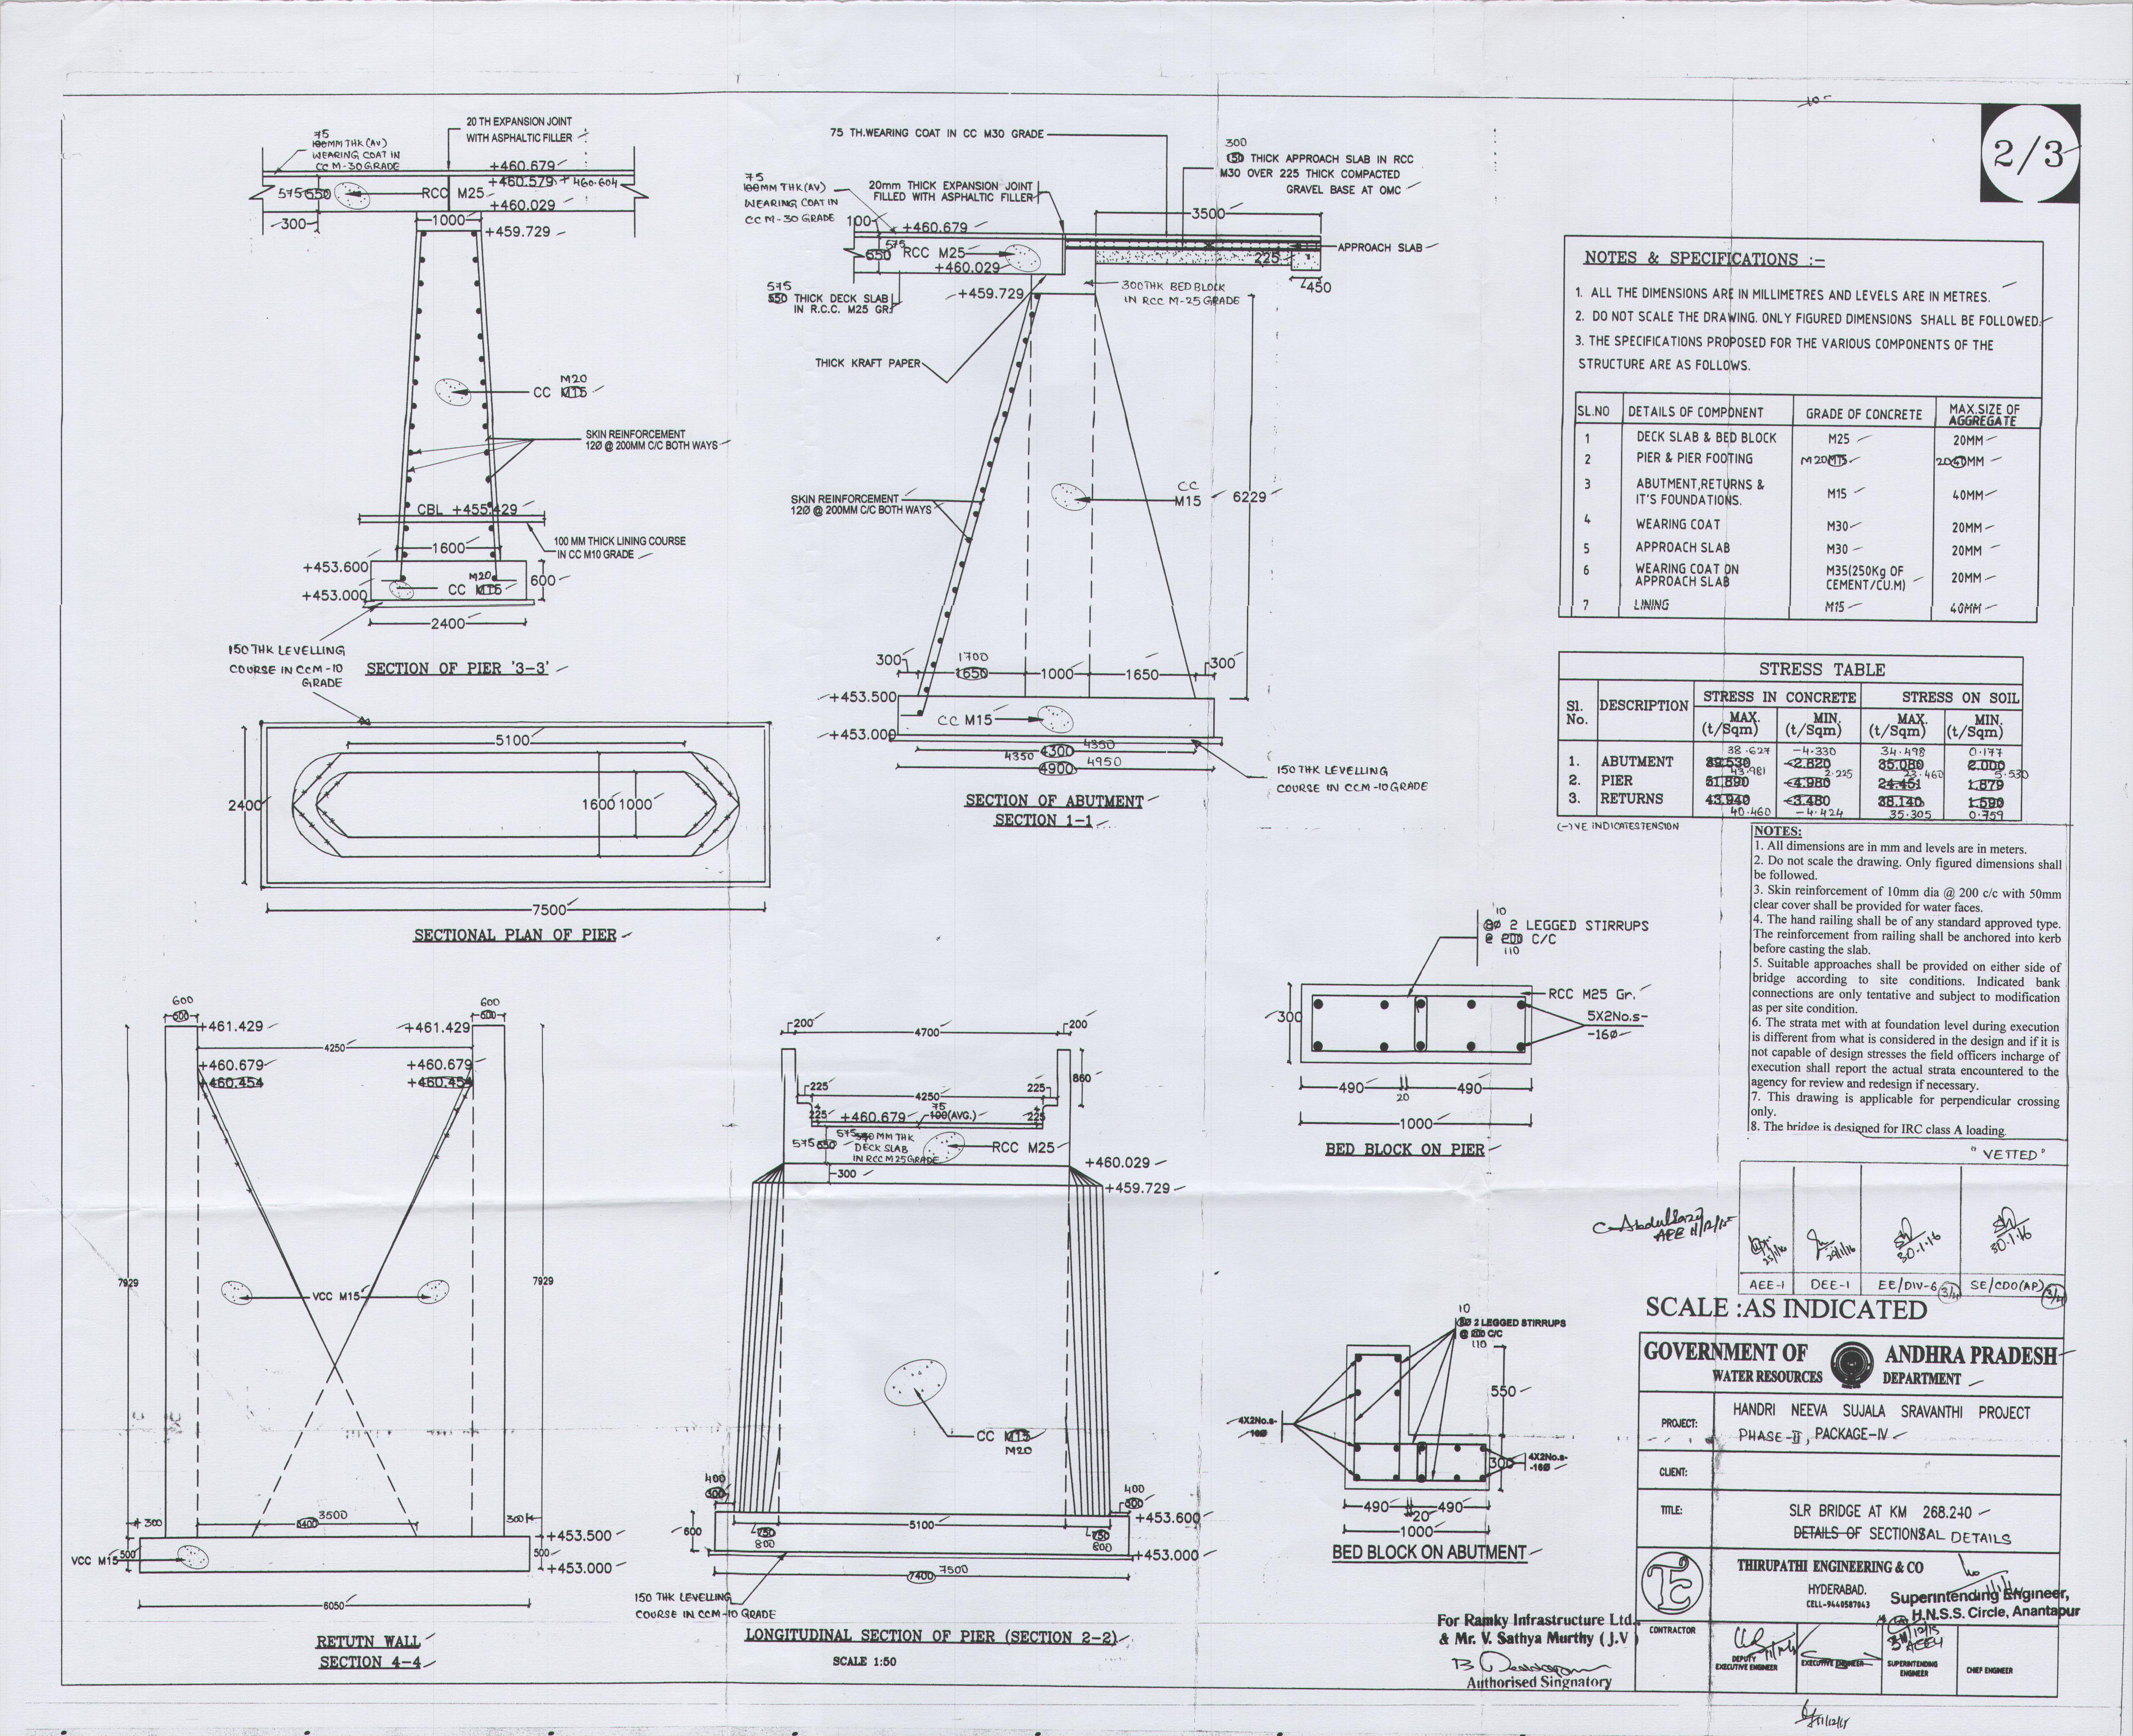 2/3
75
100MM THK (AV)
WEARING COAT IN
CC M-30 GRADE
20 TH EXPANSION JOINT
WITH ASPHALTIC FILLER
+460.679
+460.579 +460.604
575 550
RCC M25
+460.029
1000
300
+459.729
M20
CC M15
SKIN REINFORCEMENT
12Ø @ 200MM C/C BOTH WAYS
CBL +455.429
100 MM THICK LINING COURSE
IN CC M10 GRADE
1600
+453.600
M20
CC M15
600
+453.000
2400
150 THK LEVELLING
COURSE IN CCM-10
GRADE
SECTION OF PIER '3-3'
5100
2400
1600 1000
7500
SECTIONAL PLAN OF PIER
75 TH.WEARING COAT IN CC M30 GRADE
300
150 THICK APPROACH SLAB IN RCC
M30 OVER 225 THICK COMPACTED
GRAVEL BASE AT OMC
75
100MM THK (AV)
WEARING COAT IN
CC M-30 GRADE
20mm THICK EXPANSION JOINT
FILLED WITH ASPHALTIC FILLER
3500
100
+460.679
575
550
RCC M25
+460.029
APPROACH SLAB
225
450
575
550 THICK DECK SLAB
IN R.C.C. M25 GR.
+459.729
300THK BED BLOCK
IN RCC M-25 GRADE
THICK KRAFT PAPER
SKIN REINFORCEMENT
12Ø @ 200MM C/C BOTH WAYS
CC
M15
6229
300
1700
1650
1000
1650
300
+453.500
CC M15
+453.000
4350 4300 4350
4900 4950
150 THK LEVELLING
COURSE IN CCM-10 GRADE
SECTION OF ABUTMENT
SECTION 1-1
NOTES & SPECIFICATIONS :-
1. ALL THE DIMENSIONS ARE IN MILLIMETRES AND LEVELS ARE IN METRES.
2. DO NOT SCALE THE DRAWING. ONLY FIGURED DIMENSIONS SHALL BE FOLLOWED.
3. THE SPECIFICATIONS PROPOSED FOR THE VARIOUS COMPONENTS OF THE
STRUCTURE ARE AS FOLLOWS.
SL.NO DETAILS OF COMPONENT GRADE OF CONCRETE MAX.SIZE OF AGGREGATE
1 DECK SLAB & BED BLOCK M25 20MM
2 PIER & PIER FOOTING M20 M15 20 40MM
3 ABUTMENT,RETURNS & IT'S FOUNDATIONS. M15 40MM
4 WEARING COAT M30 20MM
5 APPROACH SLAB M30 20MM
6 WEARING COAT ON APPROACH SLAB M35(250Kg OF CEMENT/CU.M) 20MM
7 LINING M15 40MM
STRESS TABLE
Sl. No. DESCRIPTION STRESS IN CONCRETE STRESS ON SOIL
MAX. (t/Sqm) MIN. (t/Sqm) MAX. (t/Sqm) MIN. (t/Sqm)
38.627 -4.330 34.498 0.177
1. ABUTMENT 39.530 -2.820 35.080 2.000
43.981 2.225 23.460 5.530
2. PIER 51.890 -4.980 24.451 1.879
3. RETURNS 43.940 -3.480 38.140 1.590
40.460 -4.424 35.305 0.759
(-)VE INDICATES TENSION
NOTES:
1. All dimensions are in mm and levels are in meters.
2. Do not scale the drawing. Only figured dimensions shall
be followed.
3. Skin reinforcement of 10mm dia @ 200 c/c with 50mm
clear cover shall be provided for water faces.
4. The hand railing shall be of any standard approved type.
The reinforcement from railing shall be anchored into kerb
before casting the slab.
5. Suitable approaches shall be provided on either side of
bridge according to site conditions. Indicated bank
connections are only tentative and subject to modification
as per site condition.
6. The strata met with at foundation level during execution
is different from what is considered in the design and if it is
not capable of design stresses the field officers incharge of
execution shall report the actual strata encountered to the
agency for review and redesign if necessary.
7. This drawing is applicable for perpendicular crossing
only.
8. The bridge is designed for IRC class A loading.
"VETTED"
600
600
+461.429
+461.429
4250
+460.679
+460.454
+460.679
+460.454
7929
7929
VCC M15
300
3400 3500
300
+453.500
VCC M15
500
500
+453.000
6050
RETUTN WALL
SECTION 4-4
200
4700
200
225
225
860
4250
75
225
+460.679
100(AVG.)
225
575 550
575 550 MM THK
DECK SLAB
IN RCC M25GRADE
RCC M25
+460.029
300
+459.729
CC M15
M20
400
300
400
300
+453.600
600
750
800
5100
750
800
+453.000
7400 7500
150 THK LEVELLING
COURSE IN CCM-10 GRADE
LONGITUDINAL SECTION OF PIER (SECTION 2-2)
SCALE 1:50
10
8Ø 2 LEGGED STIRRUPS
@ 200 C/C
110
RCC M25 Gr.
300
5X2No.s-
-16Ø
490
490
20
1000
BED BLOCK ON PIER
10
8Ø 2 LEGGED STIRRUPS
@ 200 C/C
110
550
4X2No.s-
-16Ø
300
4X2No.s-
-16Ø
490
490
20
1000
BED BLOCK ON ABUTMENT
AEE 11/12/15
25/1/16
29/1/16
30.1.16
30.1.16
AEE-1 DEE-1 EE/DIV-6 SE/CDO(AP)
SCALE :AS INDICATED
GOVERNMENT OF ANDHRA PRADESH
WATER RESOURCES DEPARTMENT
PROJECT: HANDRI NEEVA SUJALA SRAVANTHI PROJECT
PHASE-II, PACKAGE-IV
CLIENT:
TITLE: SLR BRIDGE AT KM 268.240
DETAILS OF SECTIONSAL DETAILS
THIRUPATHI ENGINEERING & CO
HYDERABAD.
CELL-9440587043
Superintending Engineer,
H.N.S.S. Circle, Anantapur
CONTRACTOR
DEPUTY EXECUTIVE ENGINEER
EXECUTIVE ENGINEER
SUPERINTENDING ENGINEER
CHIEF ENGINEER
For Ramky Infrastructure Ltd.
& Mr. V. Sathya Murthy ( J.V )
Authorised Singnatory